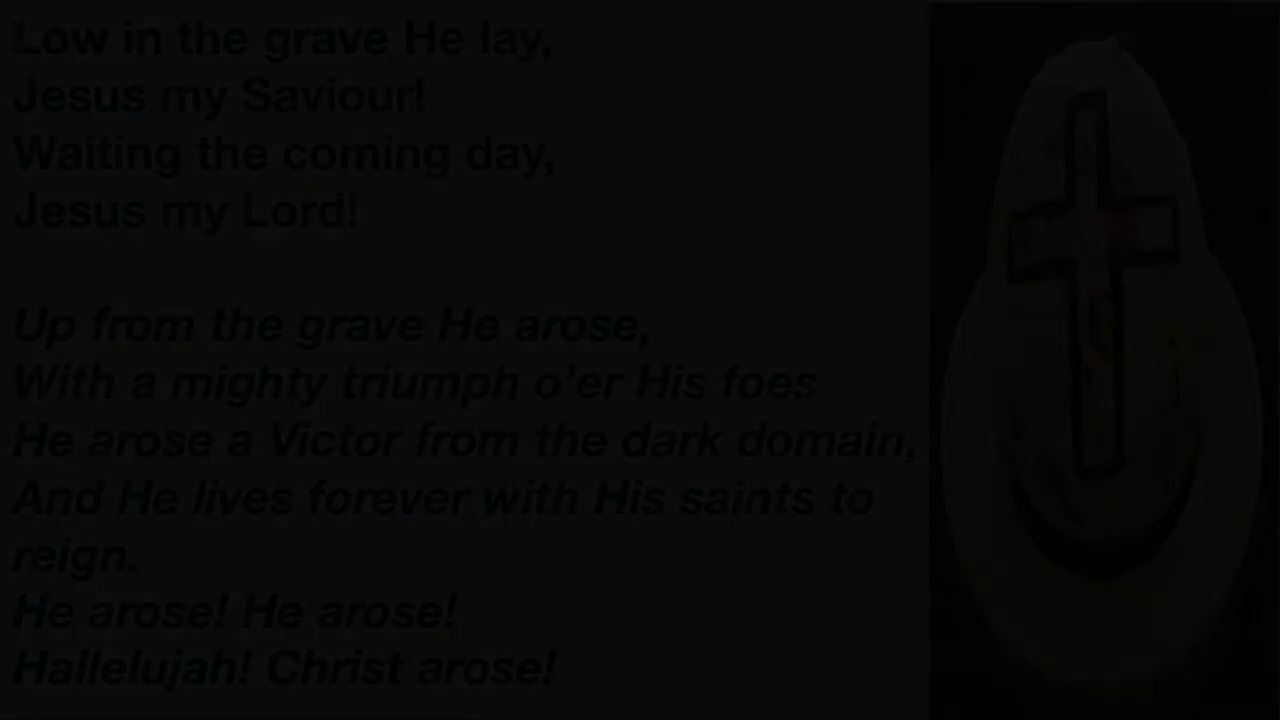 Low in the grave He lay,
Jesus my Saviour!
Waiting the coming day,
Jesus my Lord!
Up from the grave He arose,
With a mighty triumph o'er His foes
He arose a Victor from the dark domain,
And He lives forever with His saints to
reign.
He arose! He arose!
Hallelujah! Christ arose!